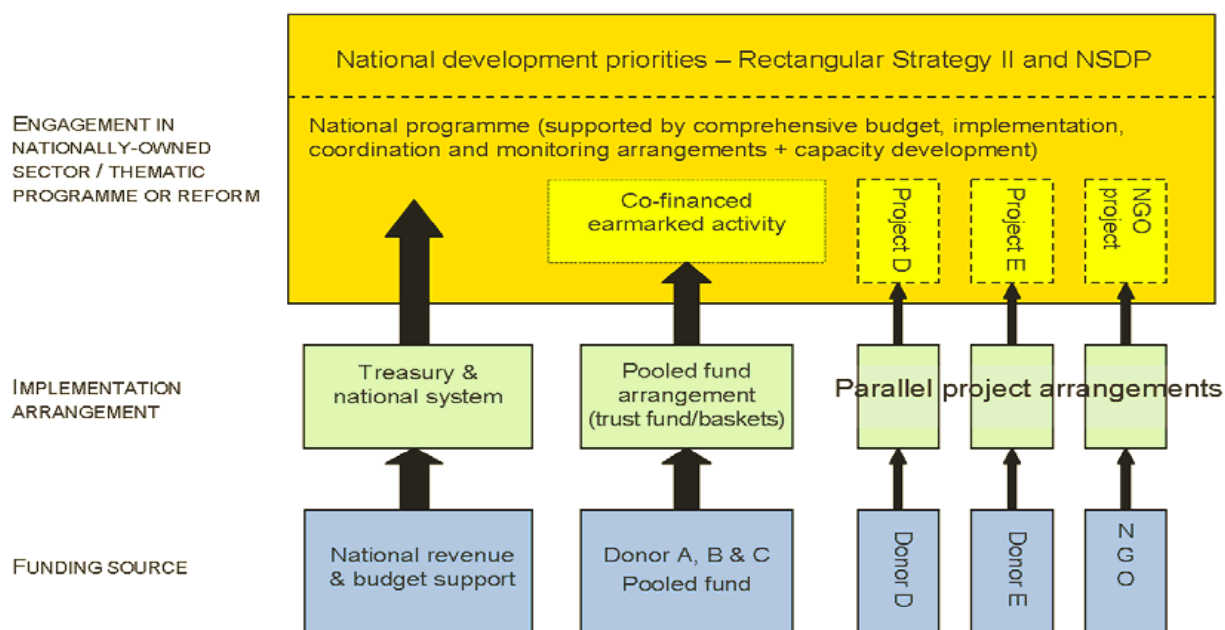 National development priorities – Rectangular Strategy II and NSDP
ENGAGEMENT IN
NATIONALLY-OWNED
SECTOR / THEMATIC
PROGRAMME OR REFORM
National programme (supported by comprehensive budget, implementation,
coordination and monitoring arrangements + capacity development)
Co-financed
earmarked activity
Project D
Project E
NGO
project
IMPLEMENTATION
ARRANGEMENT
Treasury &
national system
Pooled fund
arrangement
(trust fund/baskets)
Parallel project arrangements
FUNDING SOURCE
National revenue
& budget support
Donor A, B & C
Pooled fund
Donor D
Donor E
NGO